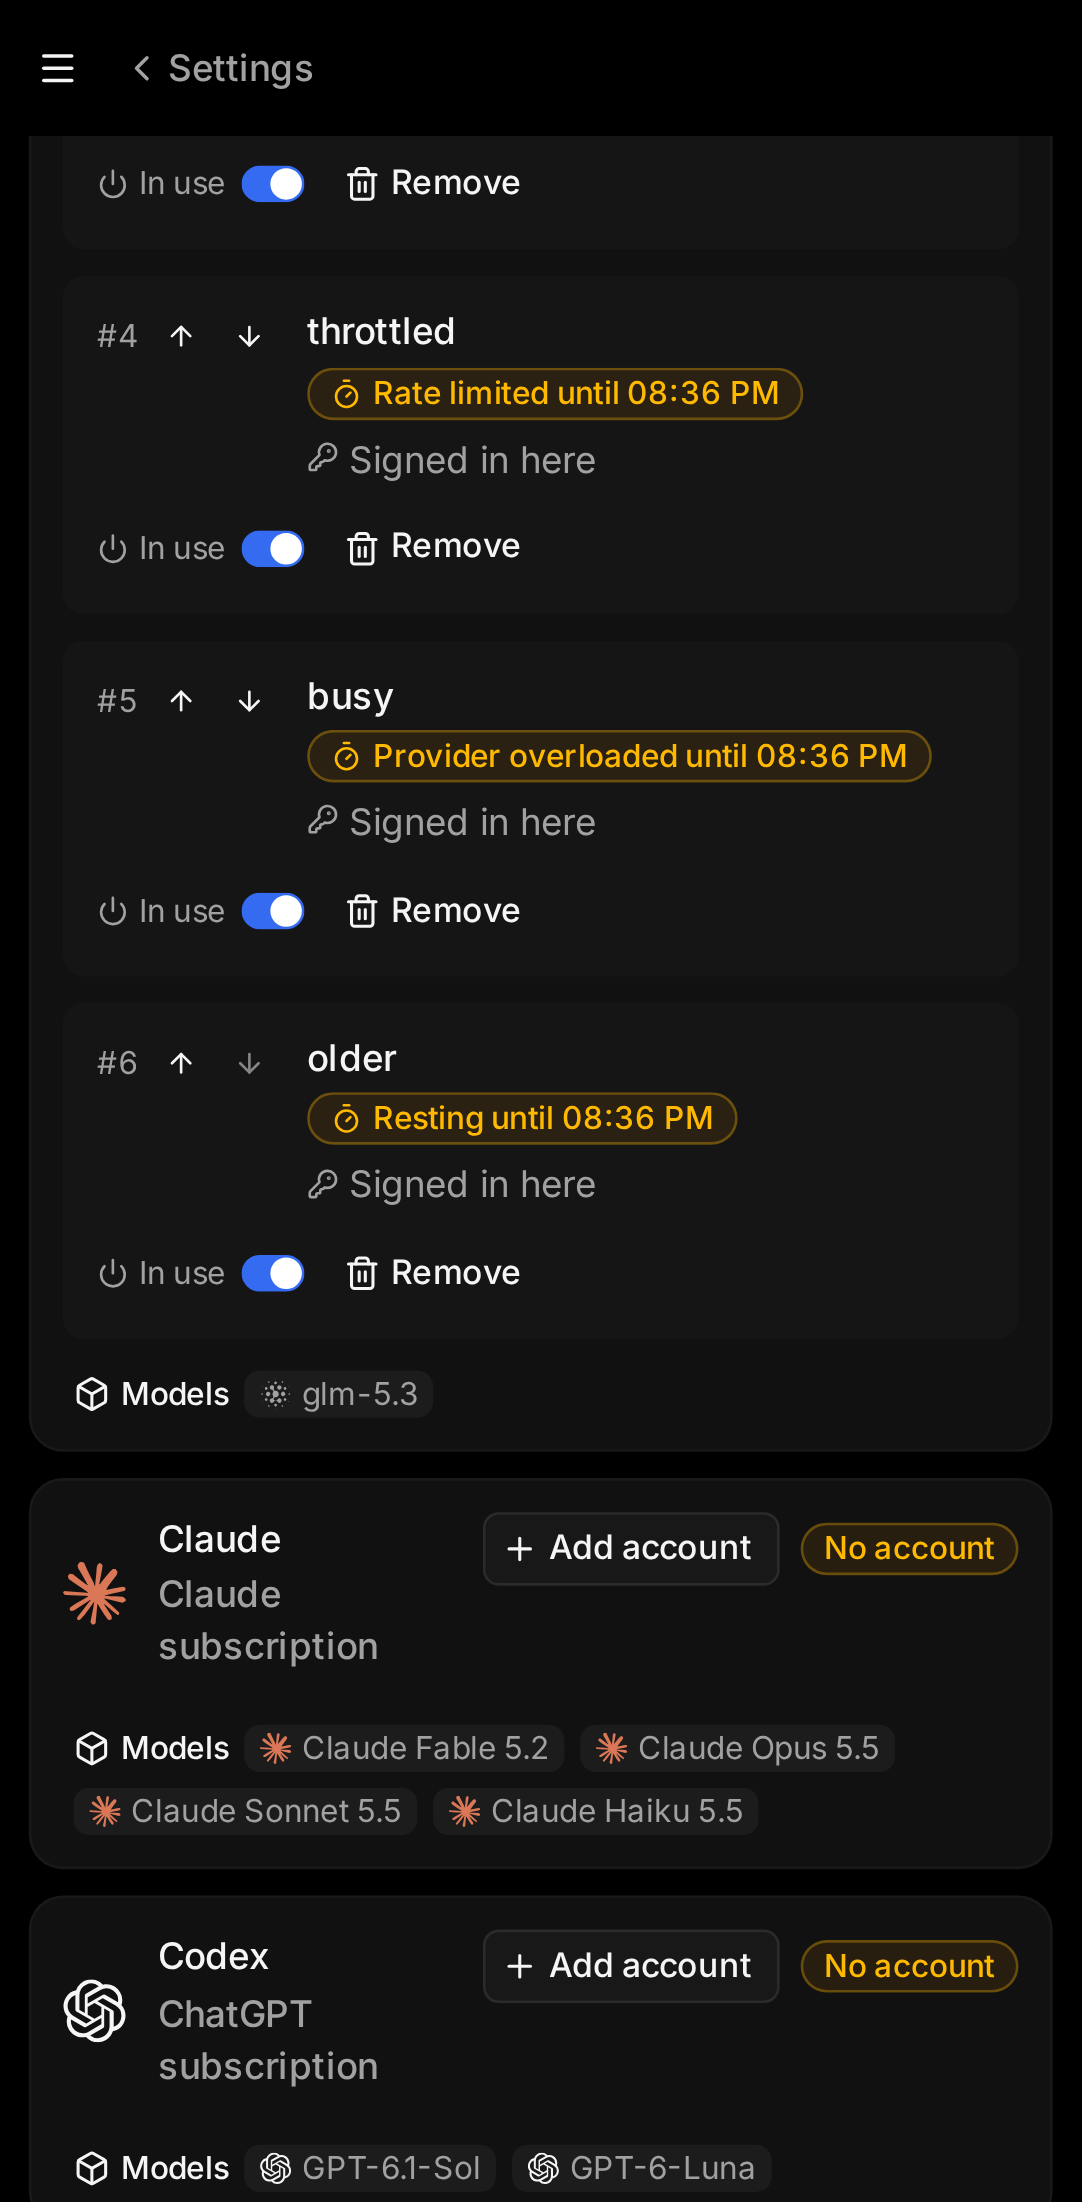 Settings
In use Remove
#4 throttled
Rate limited until 08:36 PM
Signed in here
In use Remove
#5 busy
Provider overloaded until 08:36 PM
Signed in here
In use Remove
#6 older
Resting until 08:36 PM
Signed in here
In use Remove
Models glm-5.3
Claude Add account No account
Claude
subscription
Models Claude Fable 5.2 Claude Opus 5.5
Claude Sonnet 5.5 Claude Haiku 5.5
Codex Add account No account
ChatGPT
subscription
Models GPT-6.1-Sol GPT-6-Luna